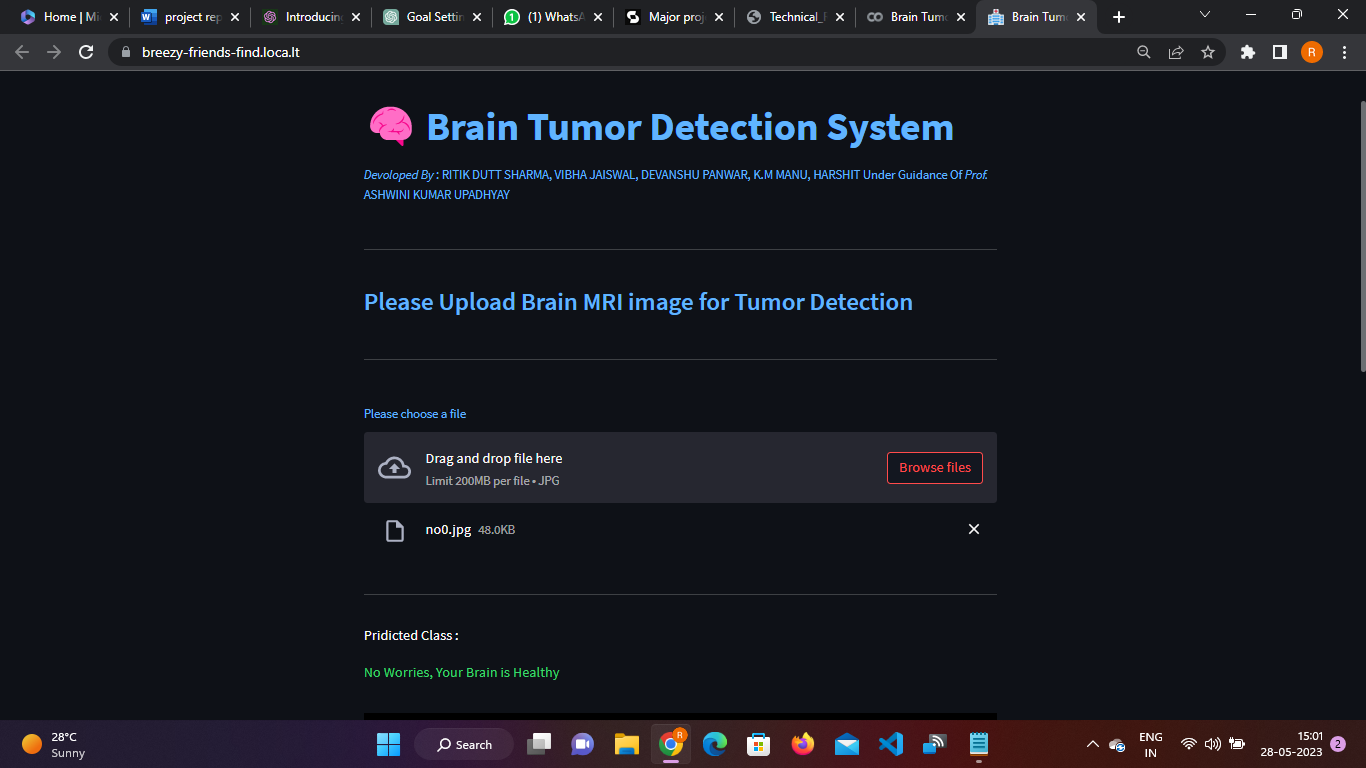 Home | Mi
project rep
Introducin
Goal Settin
(1) WhatsA
Major proj
Technical_
Brain Tumo
Brain Tumo
breezy-friends-find.loca.lt
R
Brain Tumor Detection System
Devoloped By : RITIK DUTT SHARMA, VIBHA JAISWAL, DEVANSHU PANWAR, K.M MANU, HARSHIT Under Guidance Of Prof.
ASHWINI KUMAR UPADHYAY
Please Upload Brain MRI image for Tumor Detection
Please choose a file
Drag and drop file here
Limit 200MB per file • JPG
Browse files
no0.jpg 48.0KB
Pridicted Class :
No Worries, Your Brain is Healthy
28°C
Sunny
Search
R
ENG
IN
15:01
28-05-2023
2